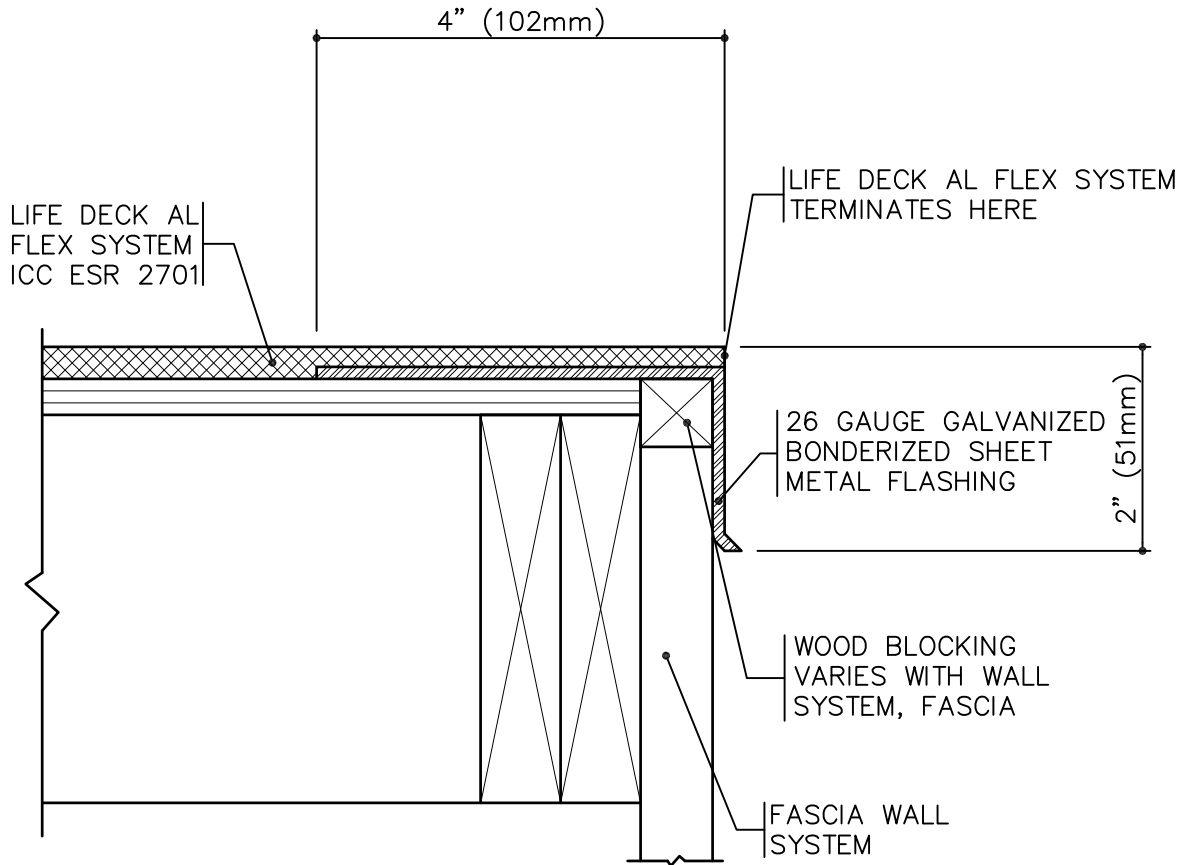 4” (102mm)
LIFE DECK AL FLEX SYSTEM
TERMINATES HERE
LIFE DECK AL
FLEX SYSTEM
ICC ESR 2701
26 GAUGE GALVANIZED
BONDERIZED SHEET
METAL FLASHING
2” (51mm)
WOOD BLOCKING
VARIES WITH WALL
SYSTEM, FASCIA
FASCIA WALL
SYSTEM